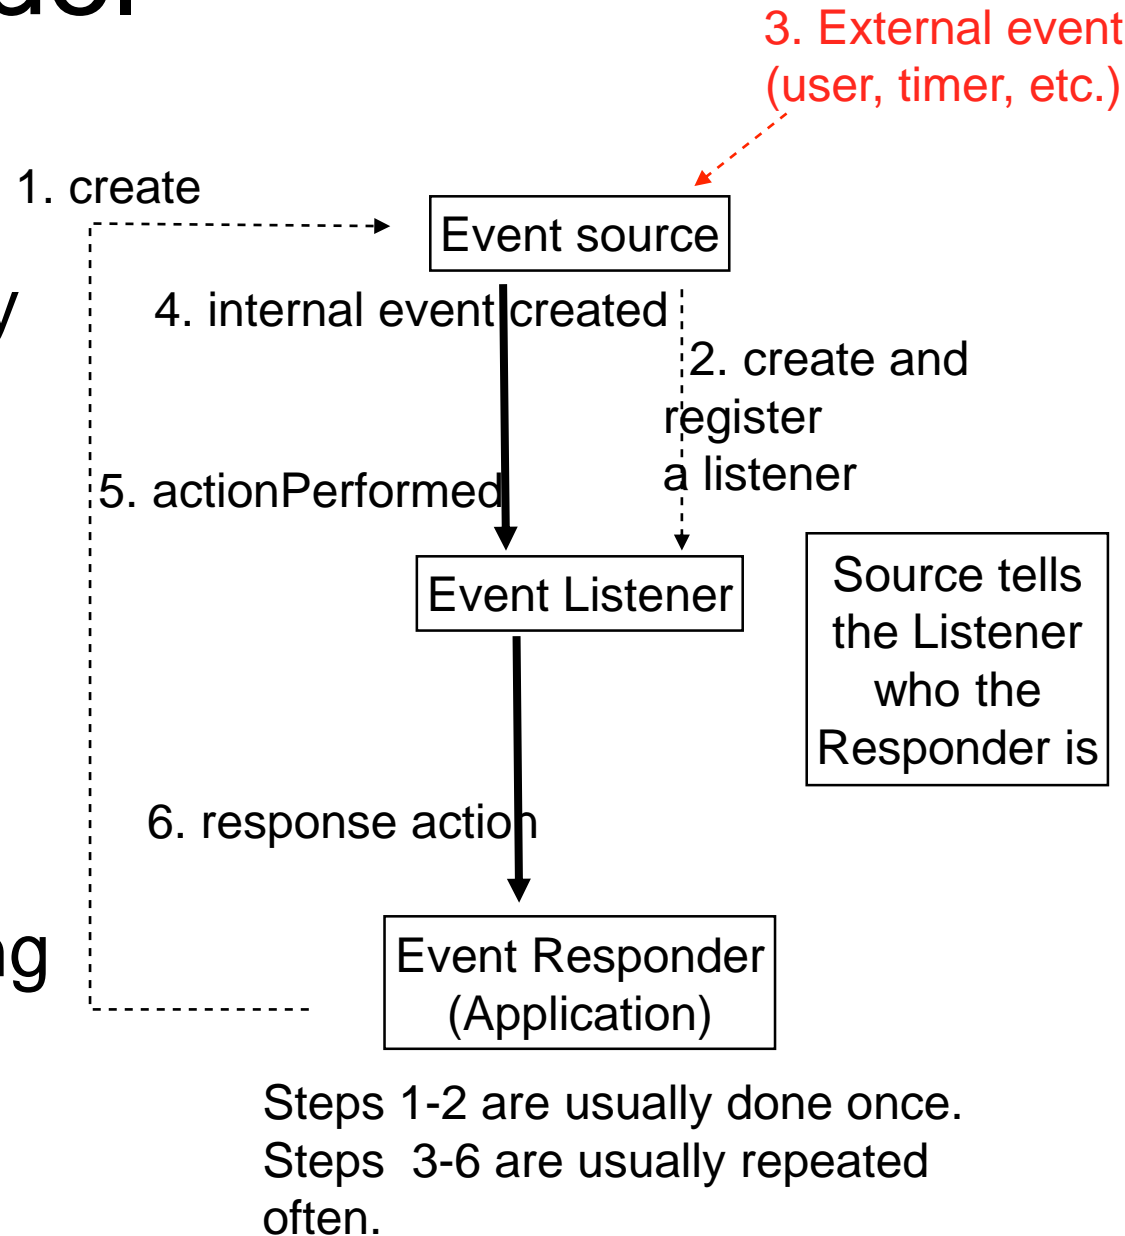 3. External event
(user, timer, etc.)
1. create
Event source
4. internal event created
2. create and
register
a listener
5. actionPerformed
Event Listener
Source tells
the Listener
who the
Responder is
6. response action
Event Responder
(Application)
Steps 1-2 are usually done once.
Steps 3-6 are usually repeated
often.